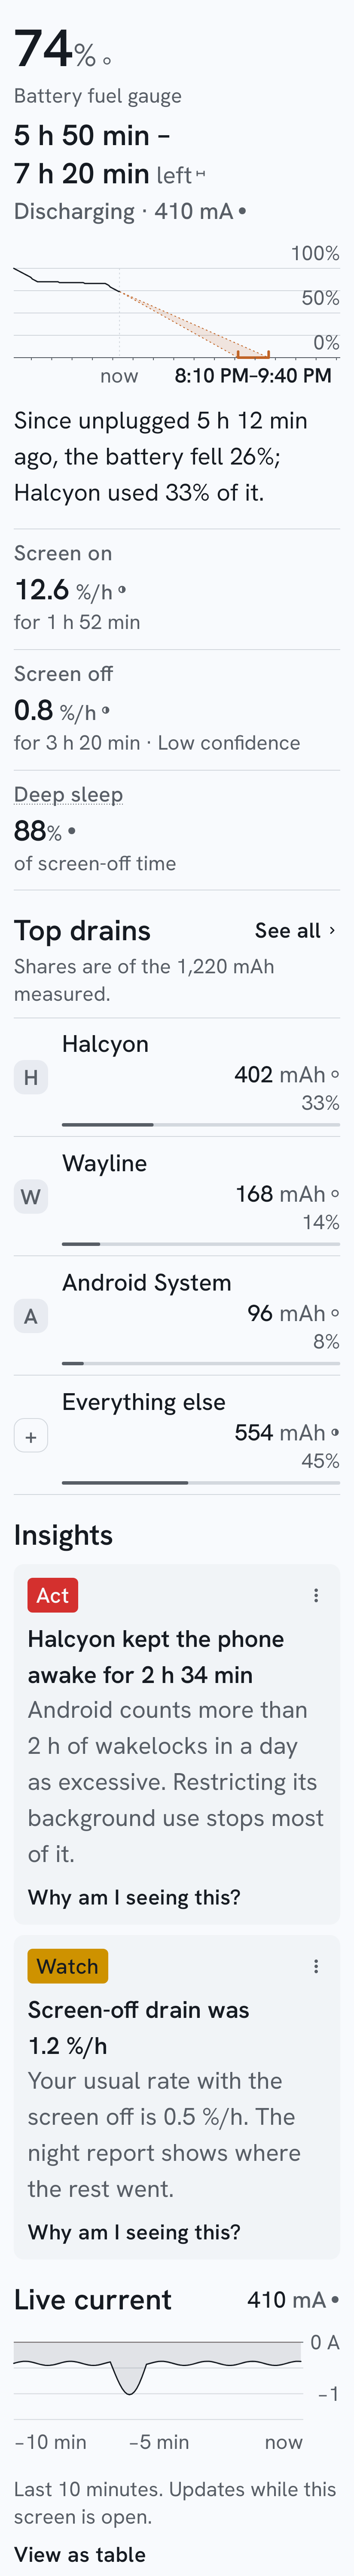 74%
Battery fuel gauge
5 h 50 min –
7 h 20 min left
Discharging · 410 mA
100%
50%
0%
now 8:10 PM–9:40 PM
Since unplugged 5 h 12 min
ago, the battery fell 26%;
Halcyon used 33% of it.
Screen on
12.6 %/h
for 1 h 52 min
Screen off
0.8 %/h
for 3 h 20 min · Low confidence
Deep sleep
88%
of screen-off time
Top drains See all
Shares are of the 1,220 mAh
measured.
Halcyon
H 402 mAh
33%
Wayline
W 168 mAh
14%
Android System
A 96 mAh
8%
Everything else
+ 554 mAh
45%
Insights
Act
Halcyon kept the phone
awake for 2 h 34 min
Android counts more than
2 h of wakelocks in a day
as excessive. Restricting its
background use stops most
of it.
Why am I seeing this?
Watch
Screen-off drain was
1.2 %/h
Your usual rate with the
screen off is 0.5 %/h. The
night report shows where
the rest went.
Why am I seeing this?
Live current 410 mA
0 A
−1
−10 min −5 min now
Last 10 minutes. Updates while this
screen is open.
View as table